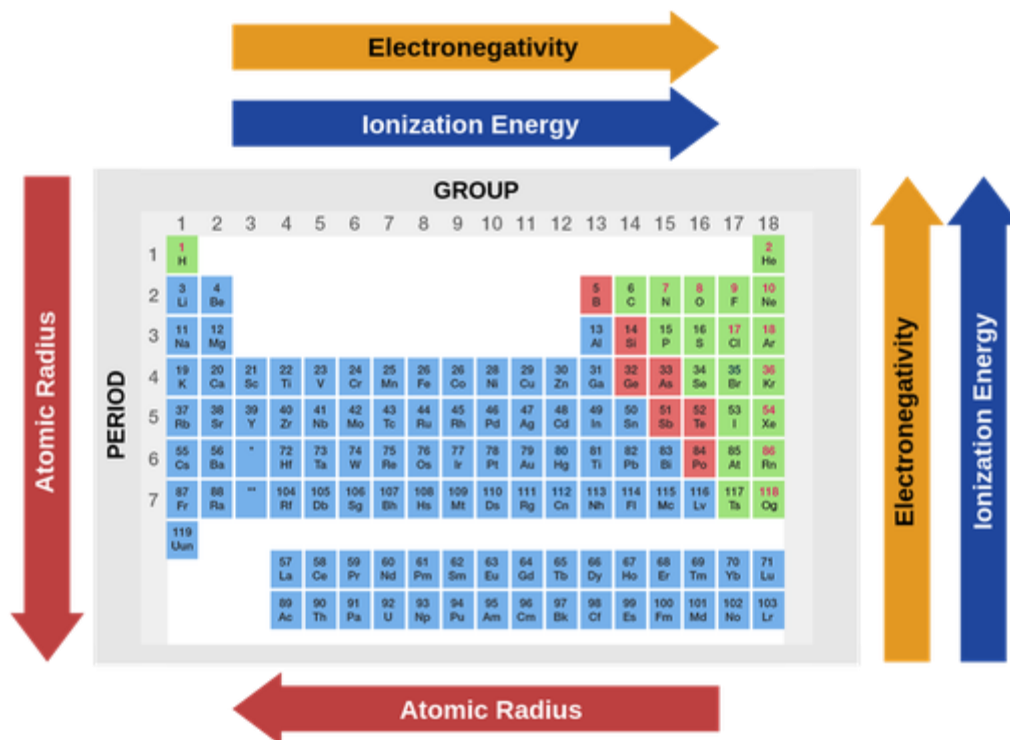 Electronegativity
Ionization Energy
GROUP
1 2 3 4 5 6 7 8 9 10 11 12 13 14 15 16 17 18
Atomic Radius
PERIOD
1
1 2
H He
2
3 4 5 6 7 8 9 10
Li Be B C N O F Ne
3
11 12 13 14 15 16 17 18
Na Mg Al Si P S Cl Ar
4
19 20 21 22 23 24 25 26 26 28 29 30 31 32 33 34 35 36
K Ca Sc Ti V Cr Mn Fe Co Ni Cu Zn Ga Ge As Se Br Kr
5
37 38 39 40 41 42 43 44 45 46 47 48 49 50 51 52 53 54
Rb Sr Y Zr Nb Mo Tc Ru Rh Pd Ag Cd In Sn Sb Te I Xe
6
55 56 * 72 73 74 75 76 77 78 79 80 81 82 83 84 85 86
Cs Ba Hf Ta W Re Os Ir Pt Au Hg Ti Pb Bi Po At Rn
7
87 88 ** 104 105 106 107 108 109 110 111 112 113 114 115 116 117 118
Fr Ra Rf Db Sg Bh Hs Mt Ds Rg Cn Nh Fl Mc Lv Ts Og
119
Uun
57 58 59 60 61 62 63 64 65 66 67 68 69 70 71
La Ce Pr Nd Pm Sm Eu Gd Tb Dy Ho Er Tm Yb Lu
89 90 91 92 93 94 95 96 97 98 99 100 101 102 103
Ac Th Pa U Np Pu Am Cm Bk Cf Es Fm Md No Lr
Electronegativity
Ionization Energy
Atomic Radius